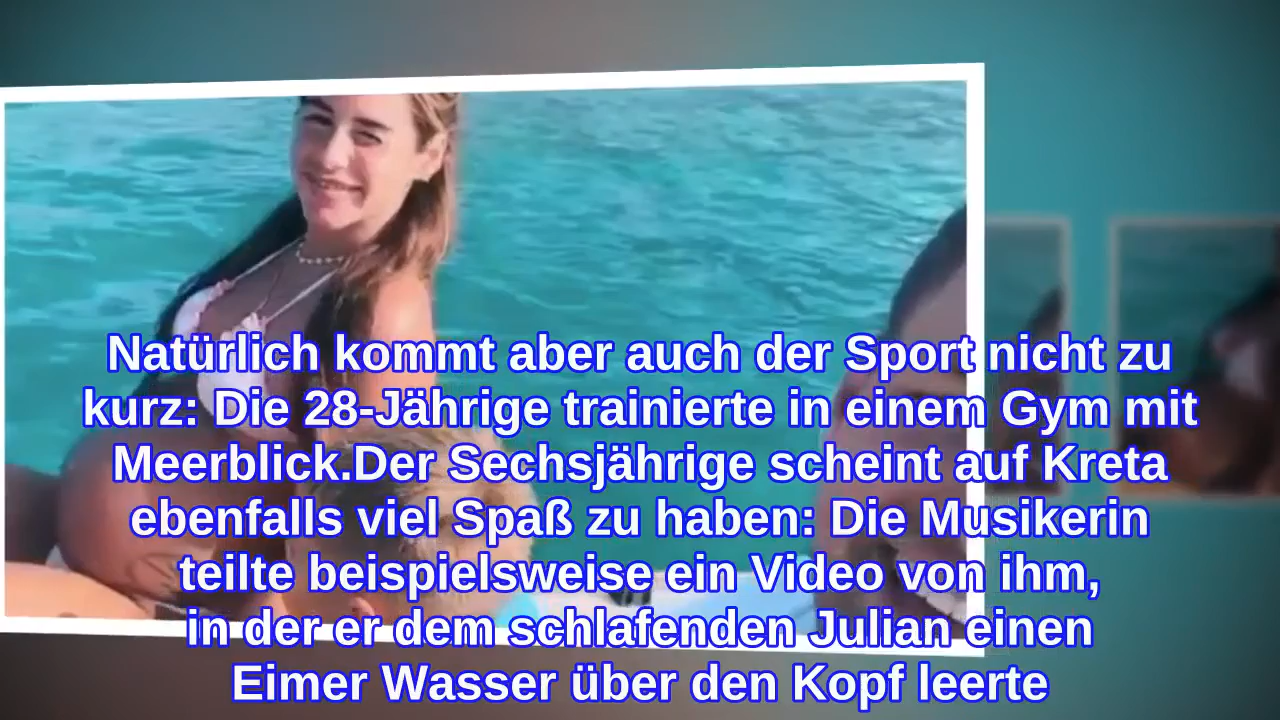 Natürlich kommt aber auch der Sport nicht zu
kurz: Die 28-Jährige trainierte in einem Gym mit
Meerblick.Der Sechsjährige scheint auf Kreta
ebenfalls viel Spaß zu haben: Die Musikerin
teilte beispielsweise ein Video von ihm,
in der er dem schlafenden Julian einen
Eimer Wasser über den Kopf leerte